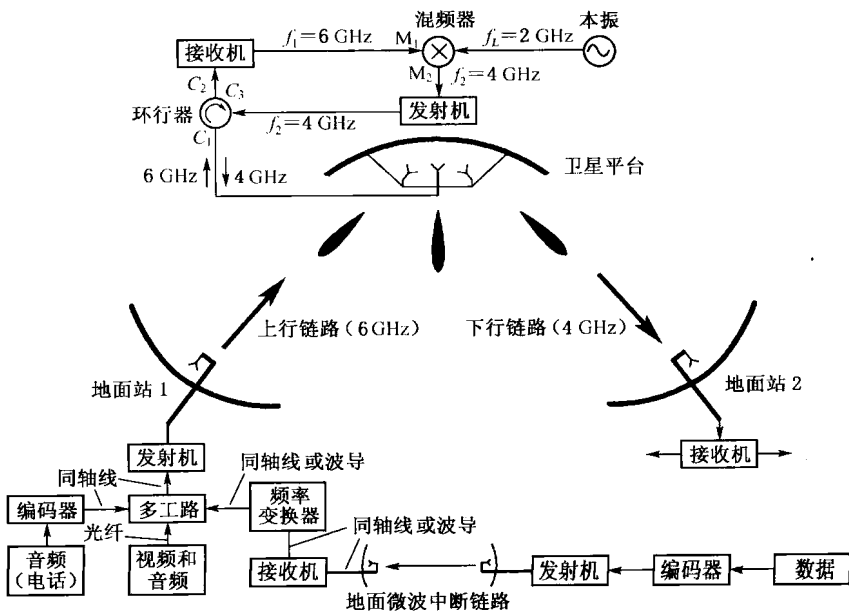 混频器
本振
接收机
f₁=6 GHz
M₁
f_L=2 GHz
M₂
f₂=4 GHz
C₂
C₃
环行器
C₁
f₂=4 GHz
发射机
6 GHz
4 GHz
卫星平台
上行链路(6GHz)
下行链路(4 GHz)
地面站 1
地面站 2
发射机
接收机
同轴线
同轴线或波导
编码器
多工路
频率
变换器
光纤
同轴线或波导
音频
(电话)
视频和
音频
接收机
发射机
编码器
数据
地面微波中断链路